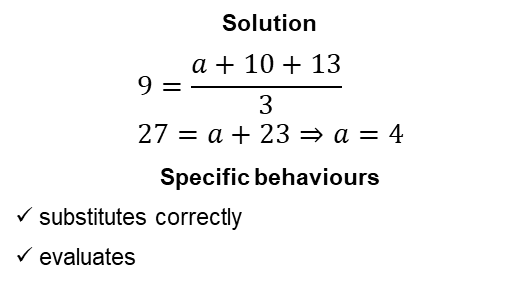 Solution
9 = (a + 10 + 13)/3
27 = a + 23 ⇒ a = 4
Specific behaviours
✓ substitutes correctly
✓ evaluates